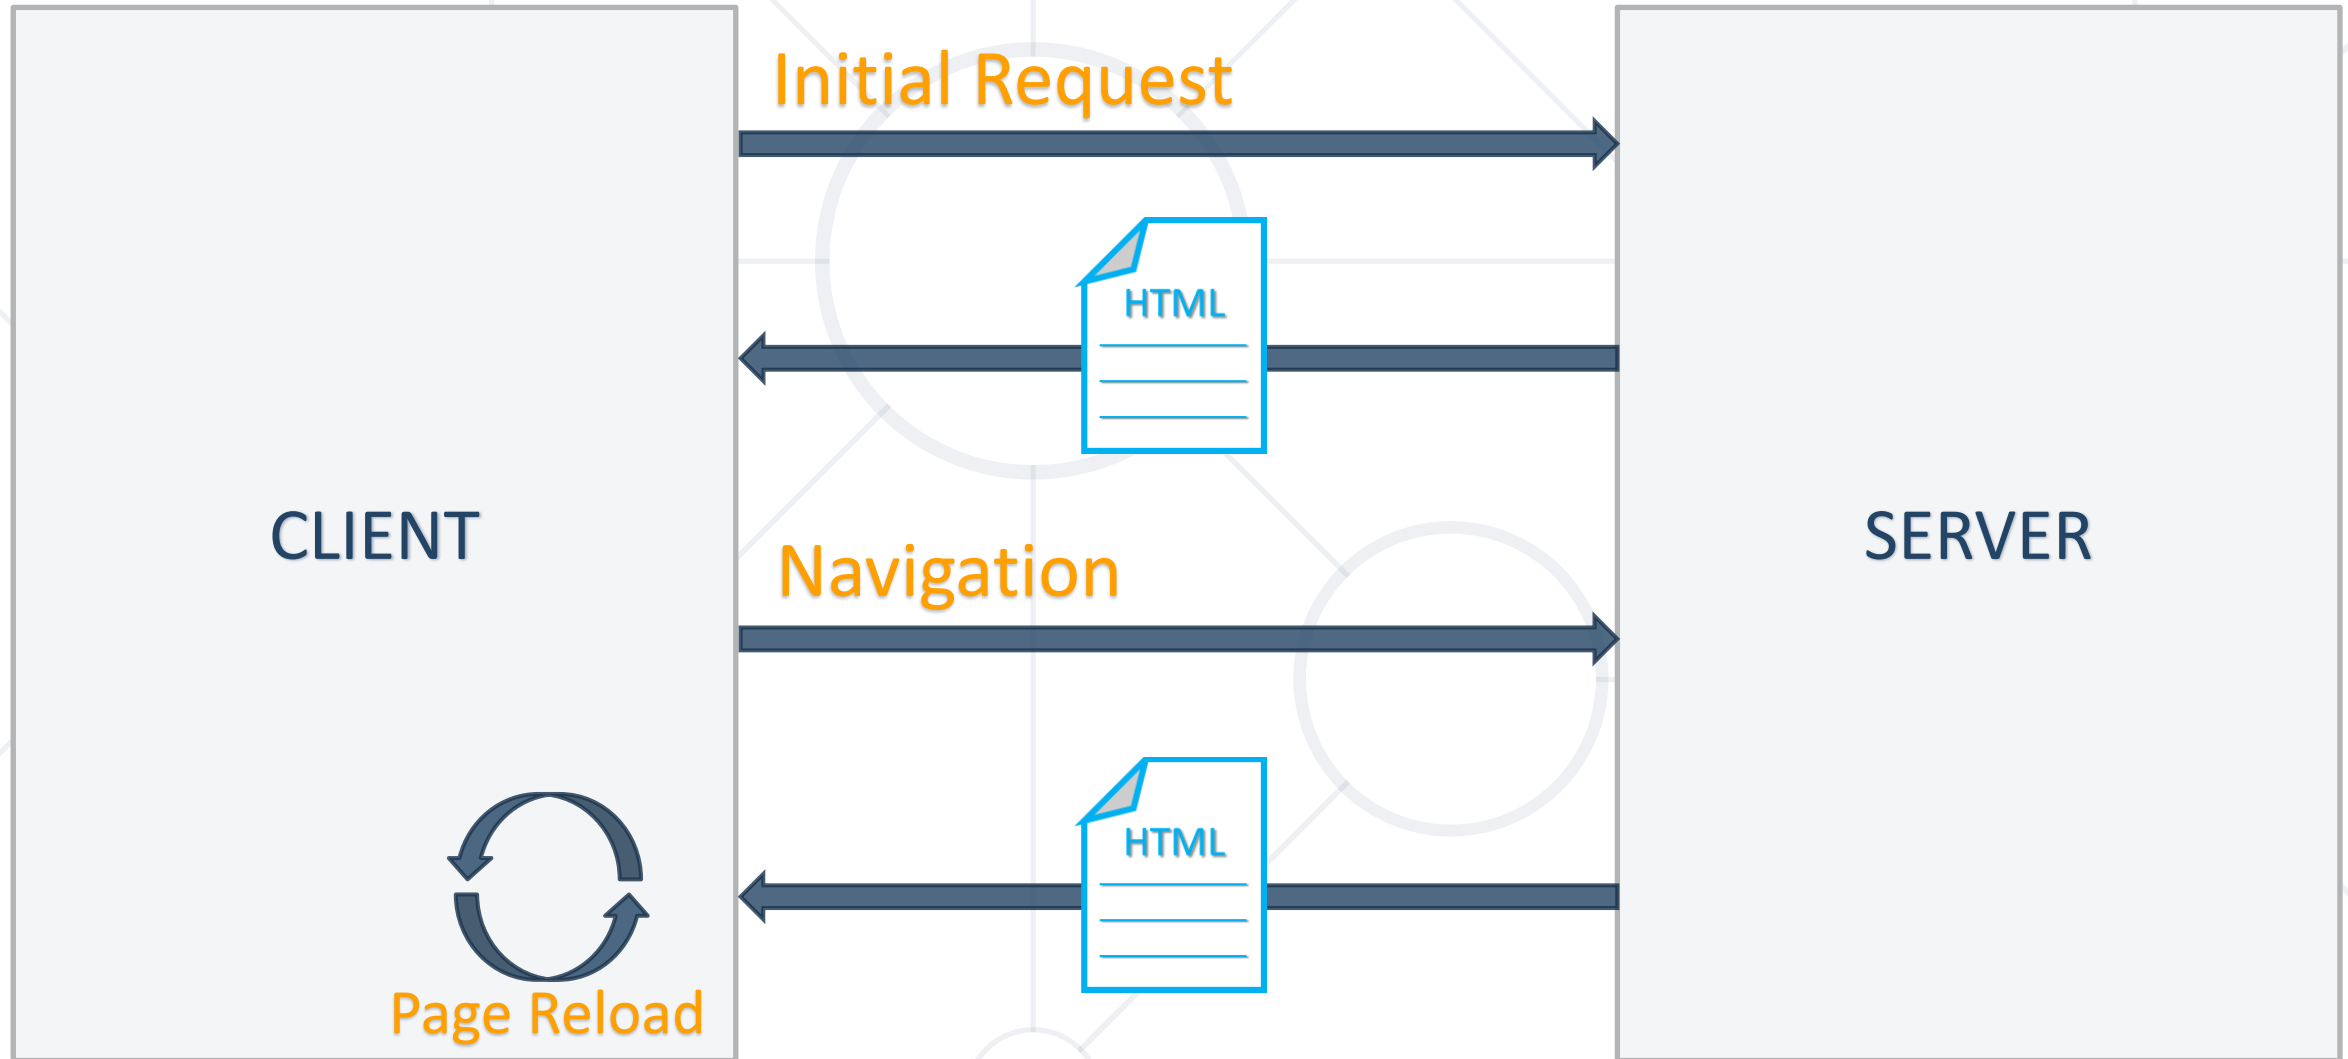 Initial Request
HTML
CLIENT
SERVER
Navigation
HTML
Page Reload